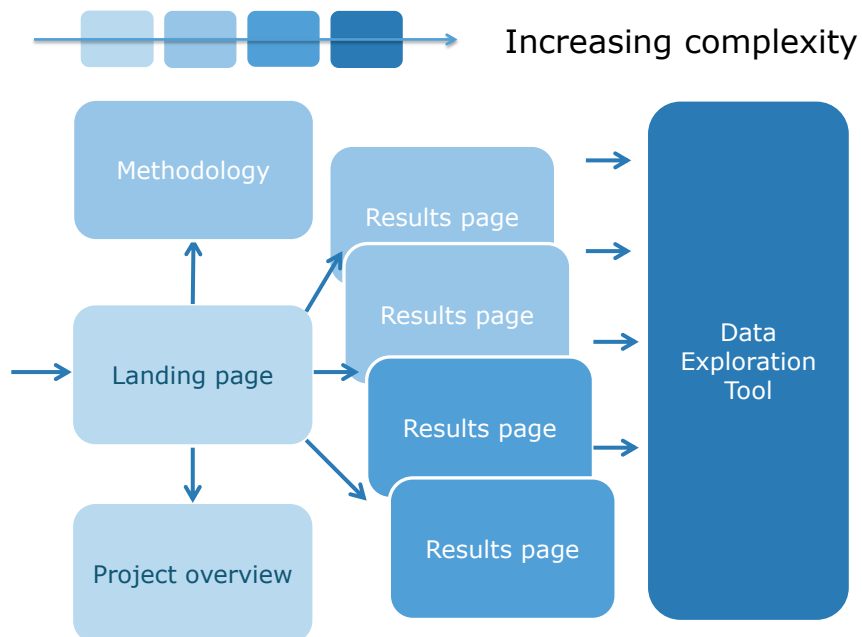 Increasing complexity
Methodology
Results page
Results page
Landing page
Data
Exploration
Tool
Results page
Results page
Project overview